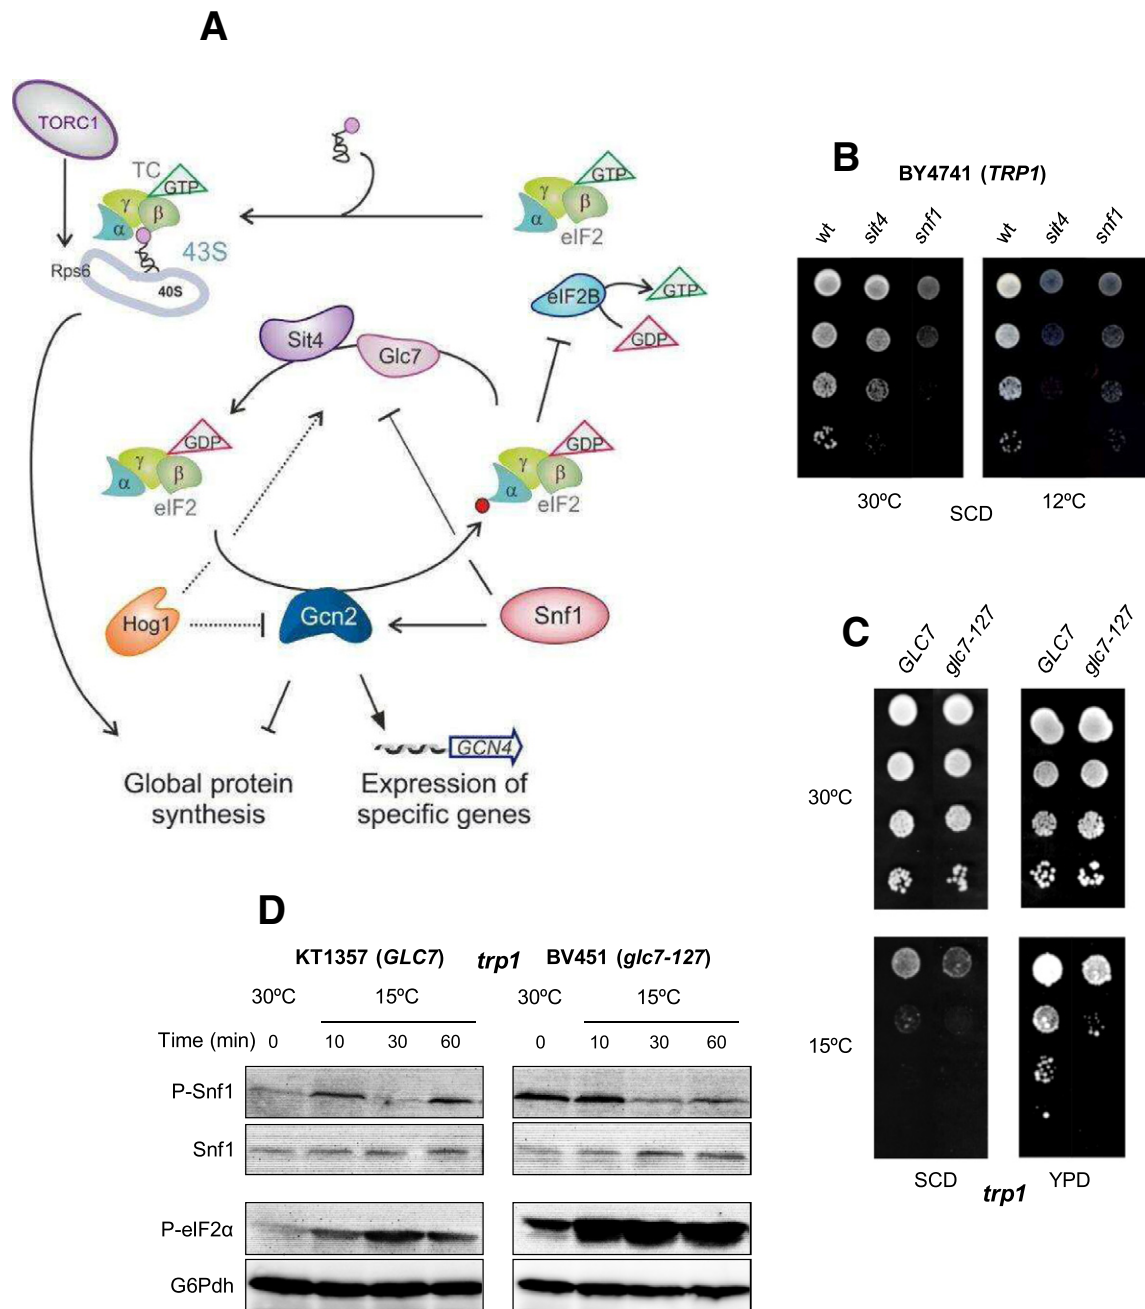 A
TORC1
TC
GTP
γ
β
α
43S
Rps6
40S
GTP
γ
β
α
eIF2
eIF2B
GTP
GDP
Sit4
Glc7
GDP
γ
β
α
eIF2
GDP
γ
β
α
eIF2
Hog1
Gcn2
Snf1
GCN4
Global protein
synthesis
Expression of
specific genes
B
BY4741 (TRP1)
wt sit4 snf1 wt sit4 snf1
30ºC 12ºC
SCD
C
GLC7 glc7-127 GLC7 glc7-127
30ºC
15ºC
SCD YPD
trp1
D
KT1357 (GLC7) trp1 BV451 (glc7-127)
30ºC 15ºC 30ºC 15ºC
Time (min) 0 10 30 60 0 10 30 60
P-Snf1
Snf1
P-eIF2α
G6Pdh